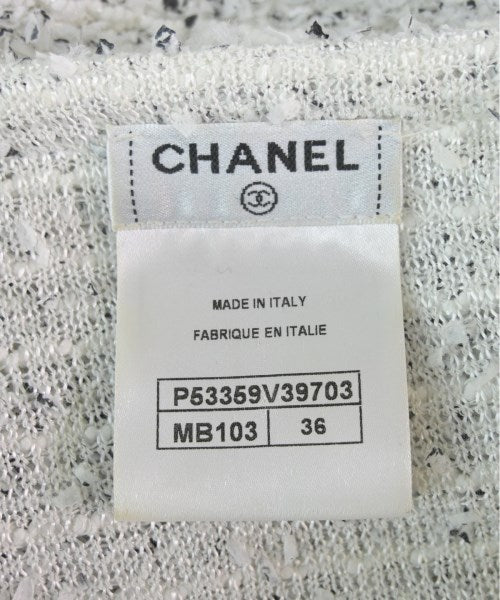 CHANEL
MADE IN ITALY
FABRIQUE EN ITALIE
P53359V39703
MB103 36